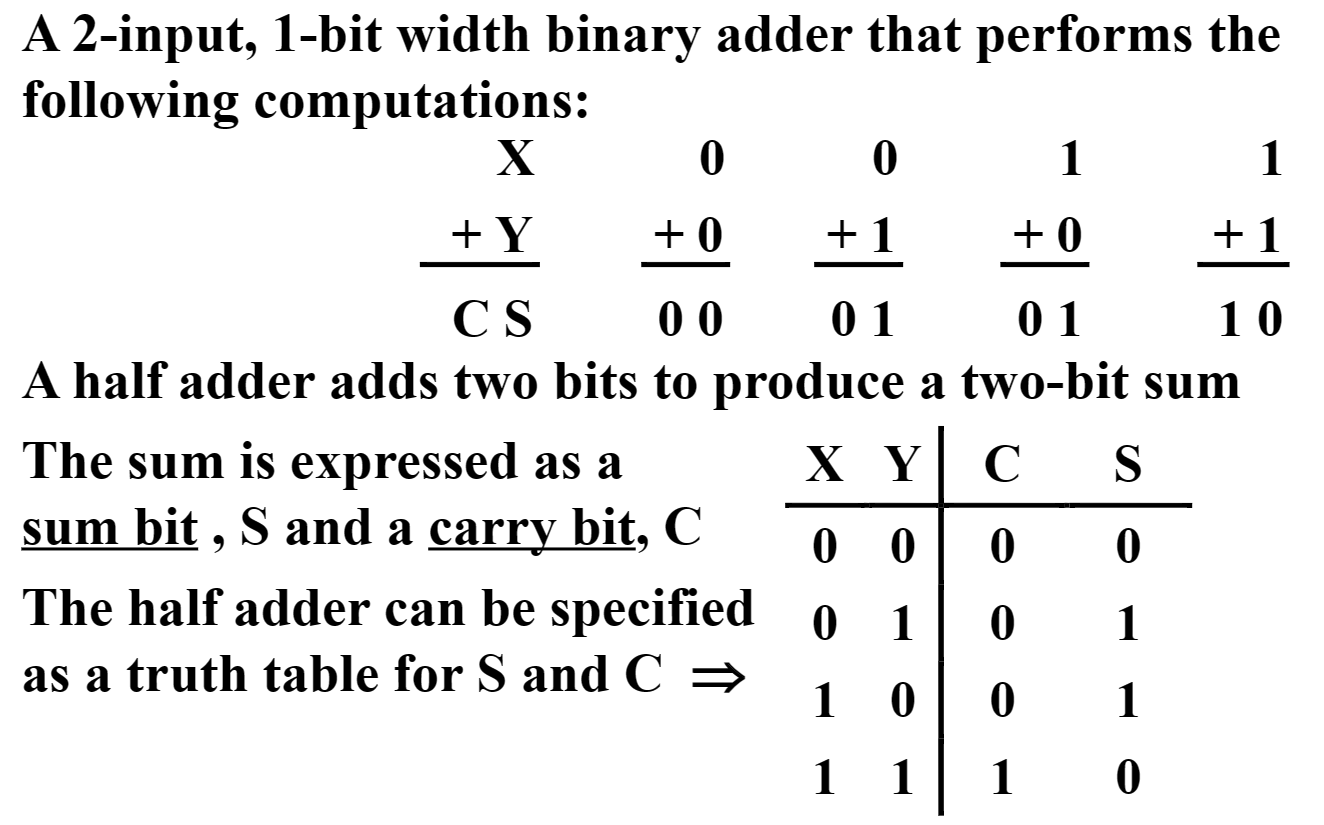 A 2-input, 1-bit width binary adder that performs the
following computations:
X 0 0 1 1
+ Y + 0 + 1 + 0 + 1
C S 0 0 0 1 0 1 1 0
A half adder adds two bits to produce a two-bit sum
The sum is expressed as a
sum bit , S and a carry bit, C
The half adder can be specified
as a truth table for S and C ⇒
X Y C S
0 0 0 0
0 1 0 1
1 0 0 1
1 1 1 0